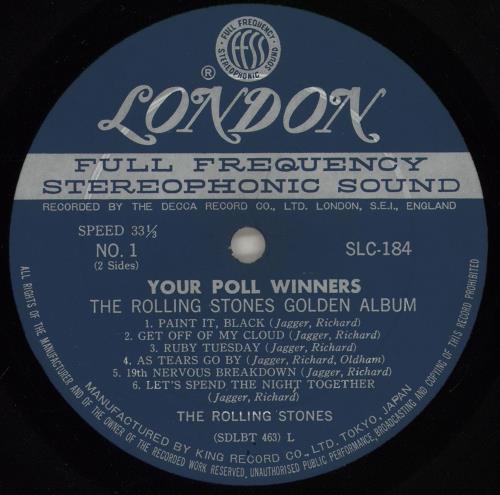 FULL FREQUENCY
FFSS
STEREOPHONIC SOUND
®
LONDON
FULL FREQUENCY
STEREOPHONIC SOUND
RECORDED BY THE DECCA RECORD CO., LTD. LONDON, S.E.I., ENGLAND
SPEED 33⅓
NO. 1
(2 Sides)
SLC-184
YOUR POLL WINNERS
THE ROLLING STONES GOLDEN ALBUM
1. PAINT IT, BLACK (Jagger, Richard)
2. GET OFF OF MY CLOUD (Jagger, Richard)
3. RUBY TUESDAY (Jagger, Richard)
4. AS TEARS GO BY (Jagger, Richard, Oldham)
5. 19th NERVOUS BREAKDOWN (Jagger, Richard)
6. LET'S SPEND THE NIGHT TOGETHER
(Jagger, Richard)
THE ROLLING STONES
(SDLBT 463) L
MANUFACTURED BY KING RECORD CO., LTD. TOKYO, JAPAN
ALL RIGHTS OF THE MANUFACTURER AND OF THE OWNER OF THE RECORDED WORK RESERVED, UNAUTHORISED PUBLIC PERFORMANCE, BROADCASTING AND COPYING OF THIS RECORD PROHIBITED